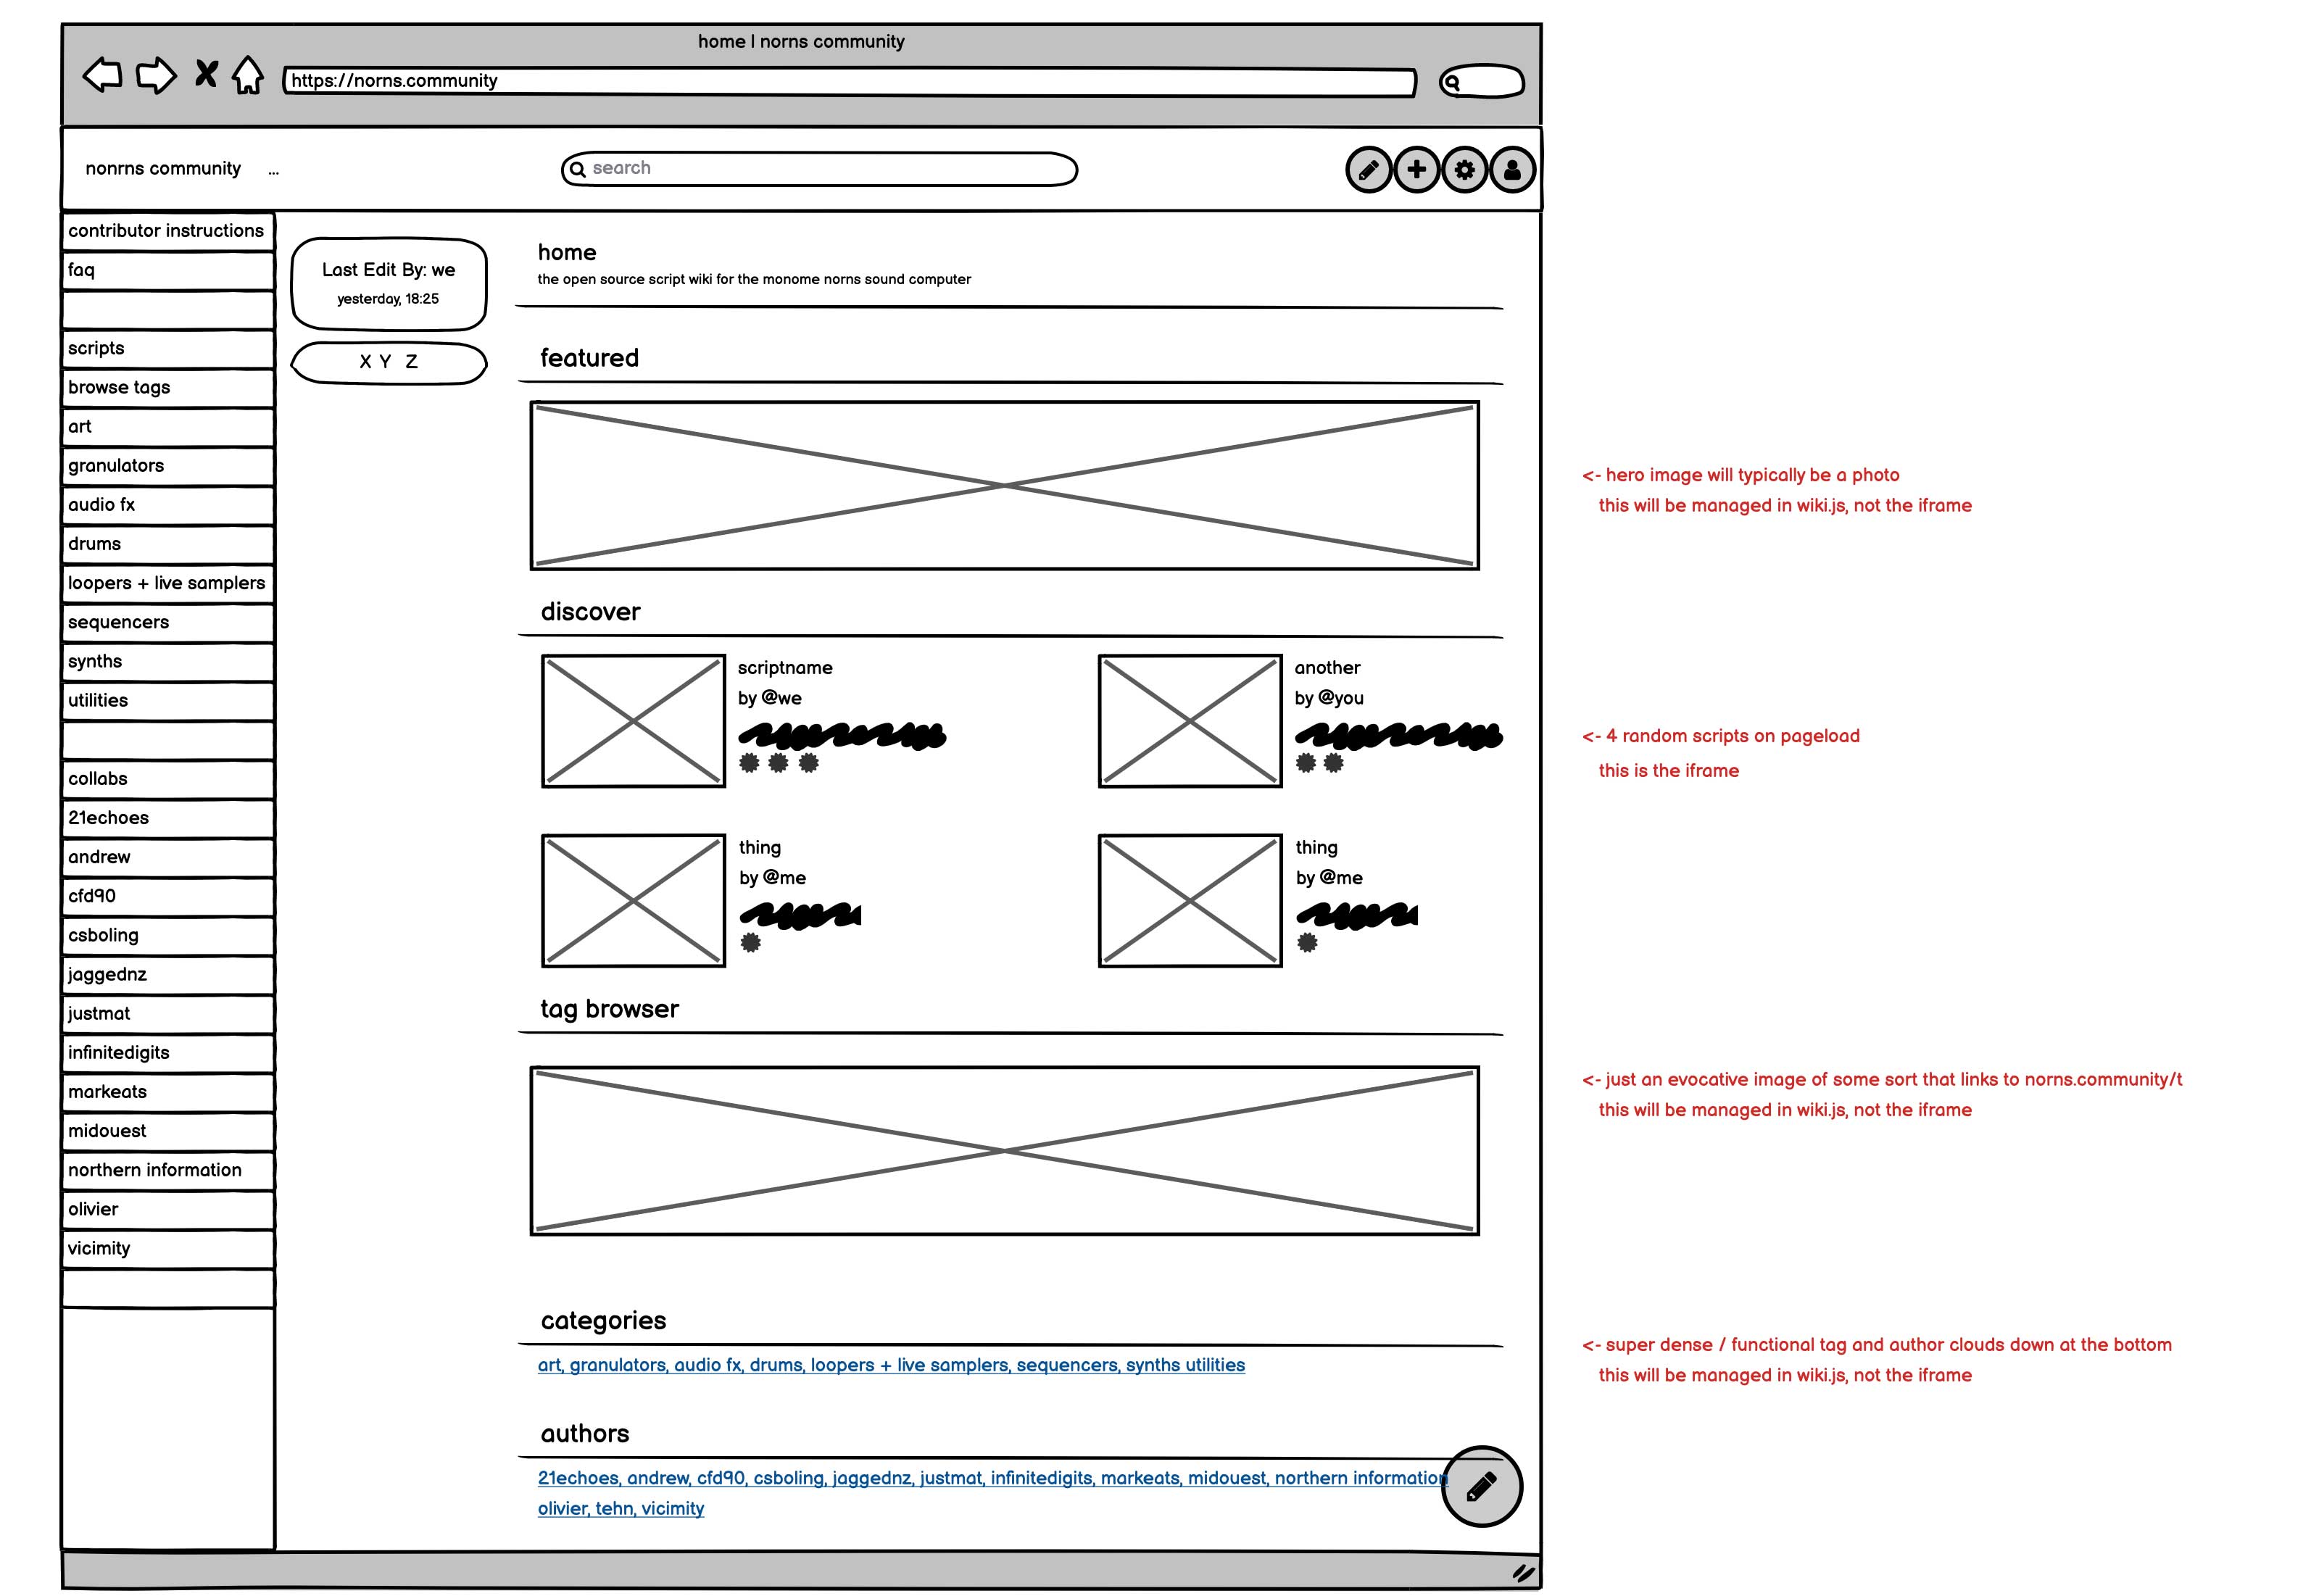 home | norns community
https://norns.community
nonrns community ...
search
contributor instructions
faq
scripts
browse tags
art
granulators
audio fx
drums
loopers + live samplers
sequencers
synths
utilities
collabs
21echoes
andrew
cfd90
csboling
jaggednz
justmat
infinitedigits
markeats
midouest
northern information
olivier
vicimity
Last Edit By: we
yesterday, 18:25
X Y Z
home
the open source script wiki for the monome norns sound computer
featured
<- hero image will typically be a photo
this will be managed in wiki.js, not the iframe
discover
scriptname
by @we
another
by @you
thing
by @me
thing
by @me
<- 4 random scripts on pageload
this is the iframe
tag browser
<- just an evocative image of some sort that links to norns.community/t
this will be managed in wiki.js, not the iframe
categories
art, granulators, audio fx, drums, loopers + live samplers, sequencers, synths utilities
<- super dense / functional tag and author clouds down at the bottom
this will be managed in wiki.js, not the iframe
authors
21echoes, andrew, cfd90, csboling, jaggednz, justmat, infinitedigits, markeats, midouest, northern information
olivier, tehn, vicimity